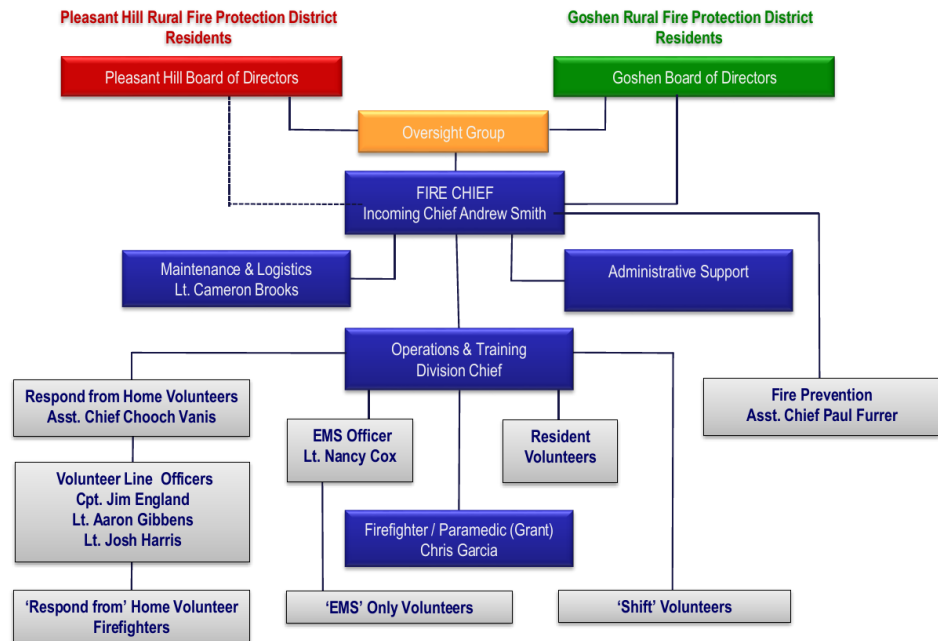 Pleasant Hill Rural Fire Protection District
Residents
Goshen Rural Fire Protection District
Residents
Pleasant Hill Board of Directors
Goshen Board of Directors
Oversight Group
FIRE CHIEF
Incoming Chief Andrew Smith
Maintenance & Logistics
Lt. Cameron Brooks
Administrative Support
Operations & Training
Division Chief
Respond from Home Volunteers
Asst. Chief Chooch Vanis
Fire Prevention
Asst. Chief Paul Furrer
EMS Officer
Lt. Nancy Cox
Resident
Volunteers
Volunteer Line Officers
Cpt. Jim England
Lt. Aaron Gibbens
Lt. Josh Harris
Firefighter / Paramedic (Grant)
Chris Garcia
‘Respond from’ Home Volunteer
Firefighters
‘EMS’ Only Volunteers
‘Shift’ Volunteers